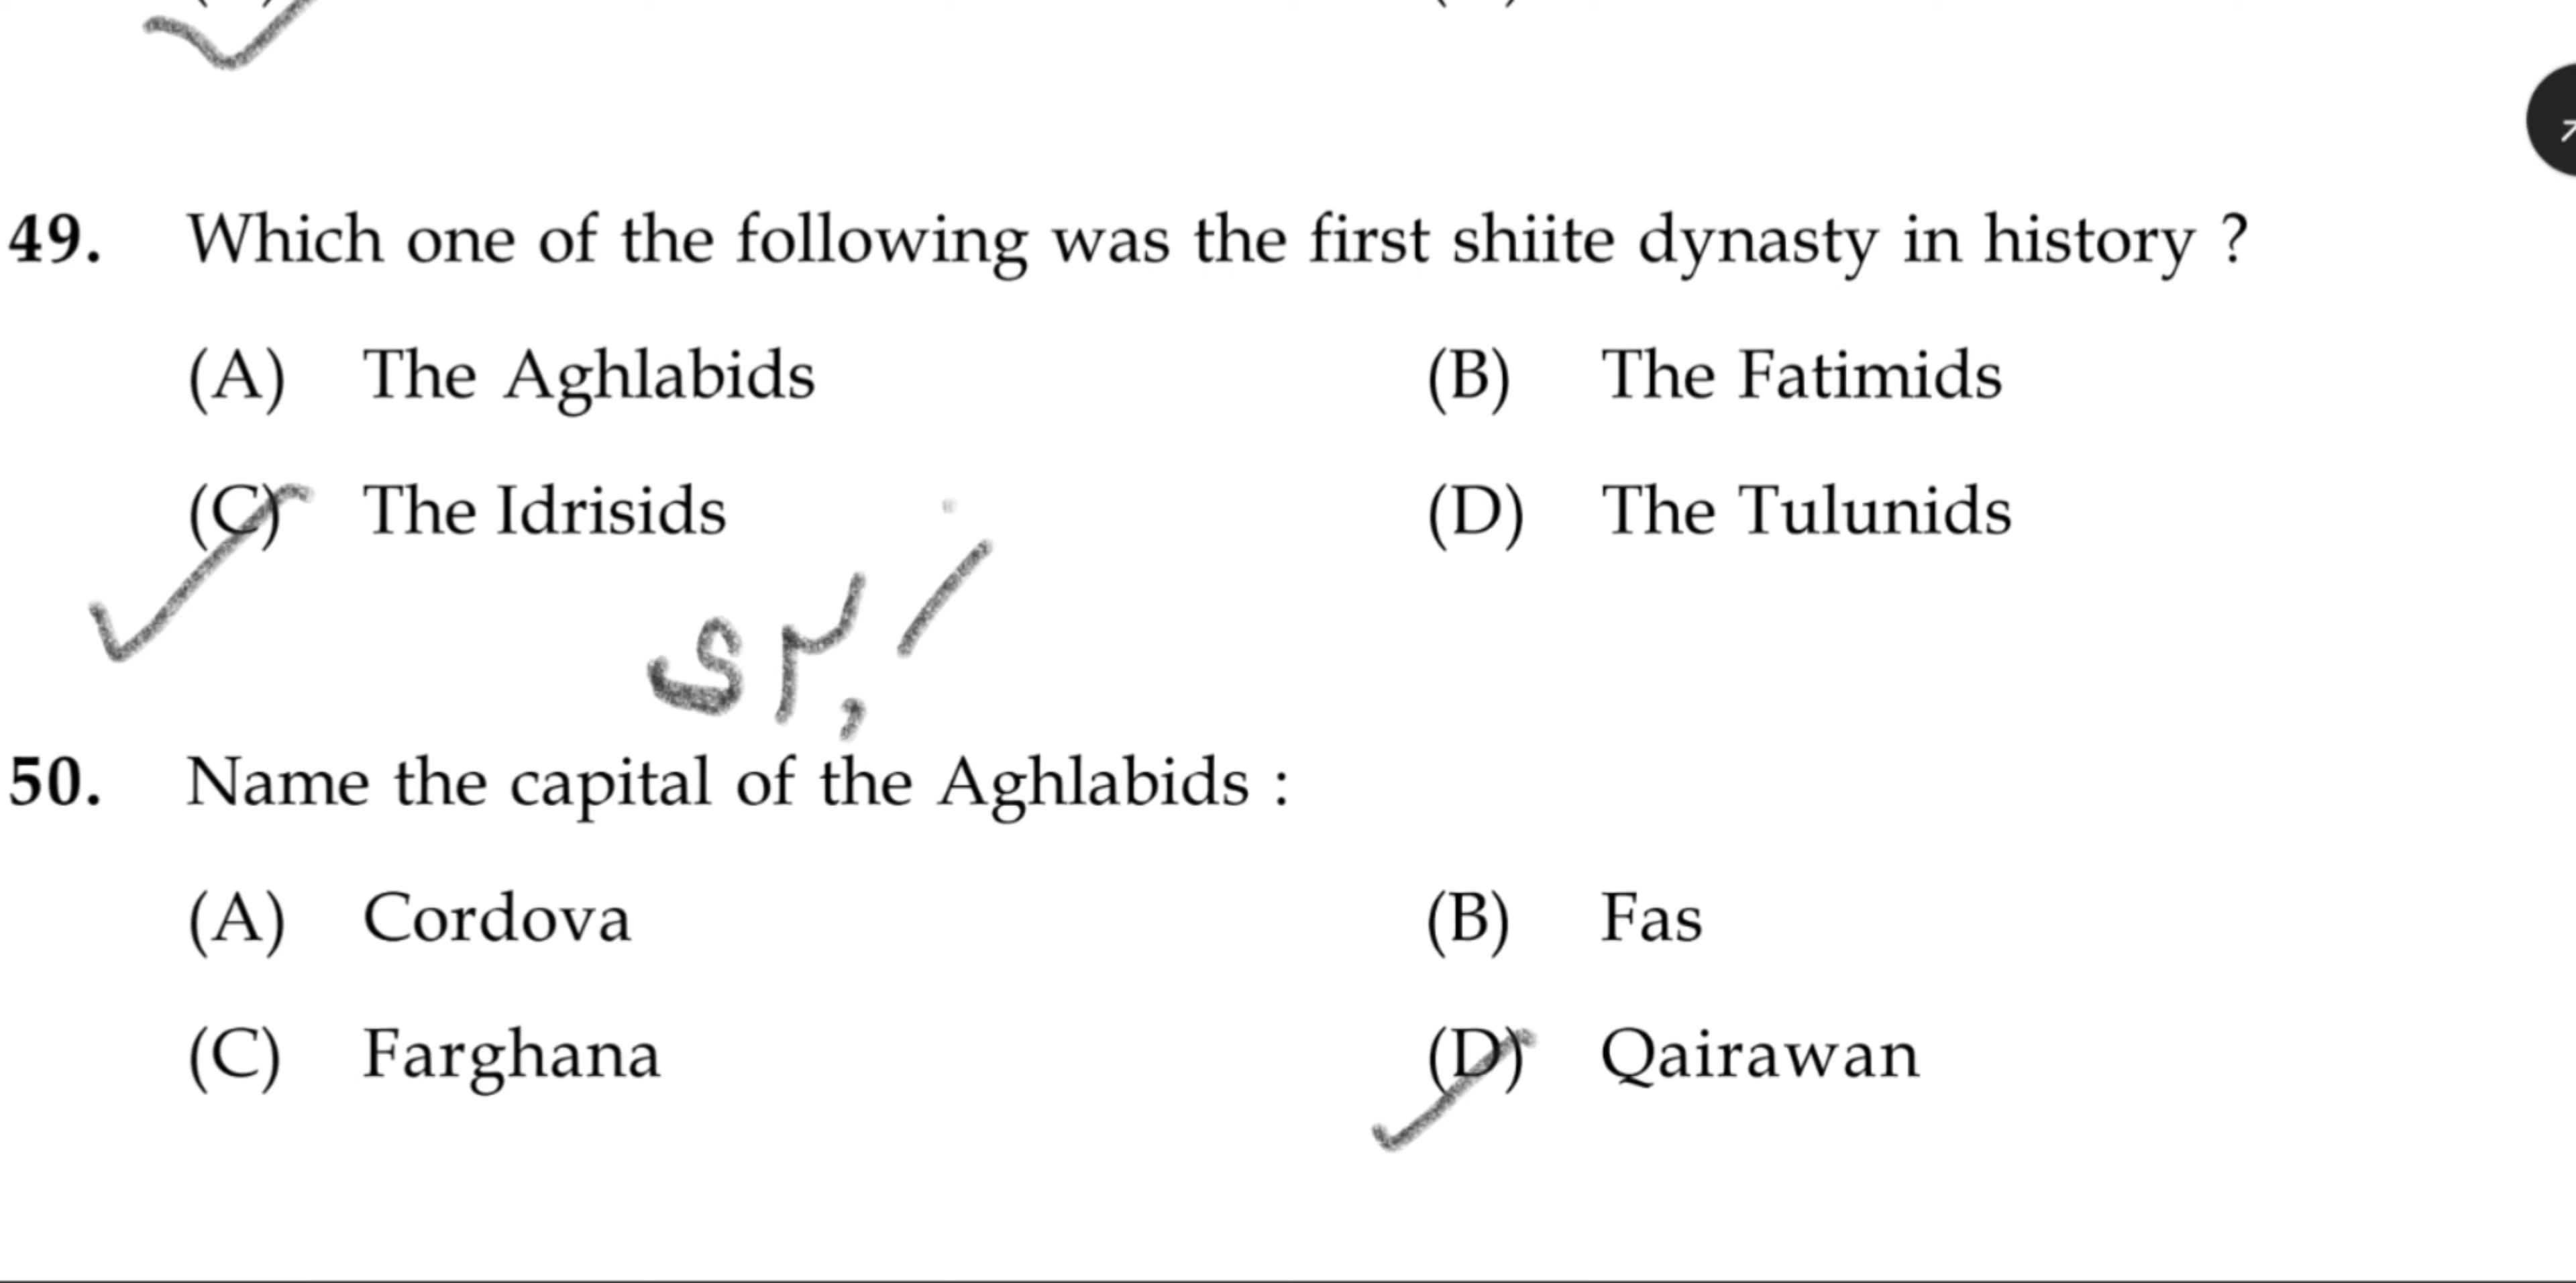 49. Which one of the following was the first shiite dynasty in history ?
(A) The Aghlabids (B) The Fatimids
(C) The Idrisids (D) The Tulunids
50. Name the capital of the Aghlabids :
(A) Cordova (B) Fas
(C) Farghana (D) Qairawan